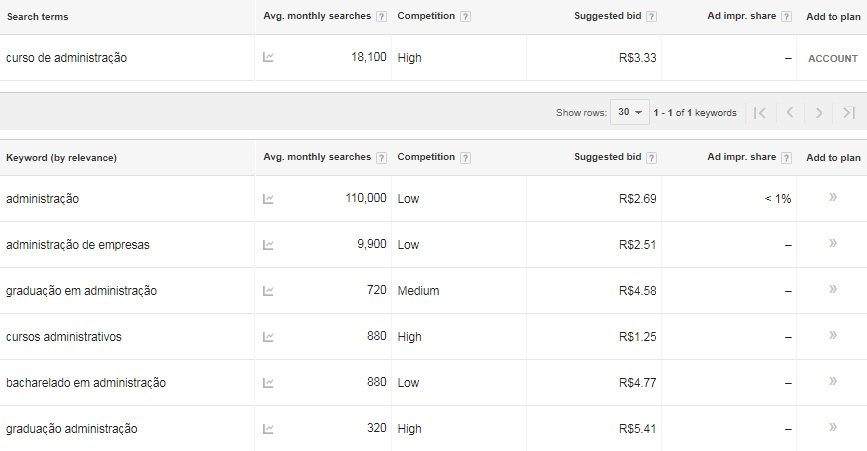 Search terms Avg. monthly searches ? Competition ? Suggested bid ? Ad impr. share ? Add to plan
curso de administração 18,100 High R$3.33 – ACCOUNT
Show rows: 30 1 - 1 of 1 keywords
Keyword (by relevance) Avg. monthly searches ? Competition ? Suggested bid ? Ad impr. share ? Add to plan
administração 110,000 Low R$2.69 < 1% »
administração de empresas 9,900 Low R$2.51 – »
graduação em administração 720 Medium R$4.58 – »
cursos administrativos 880 High R$1.25 – »
bacharelado em administração 880 Low R$4.77 – »
graduação administração 320 High R$5.41 – »